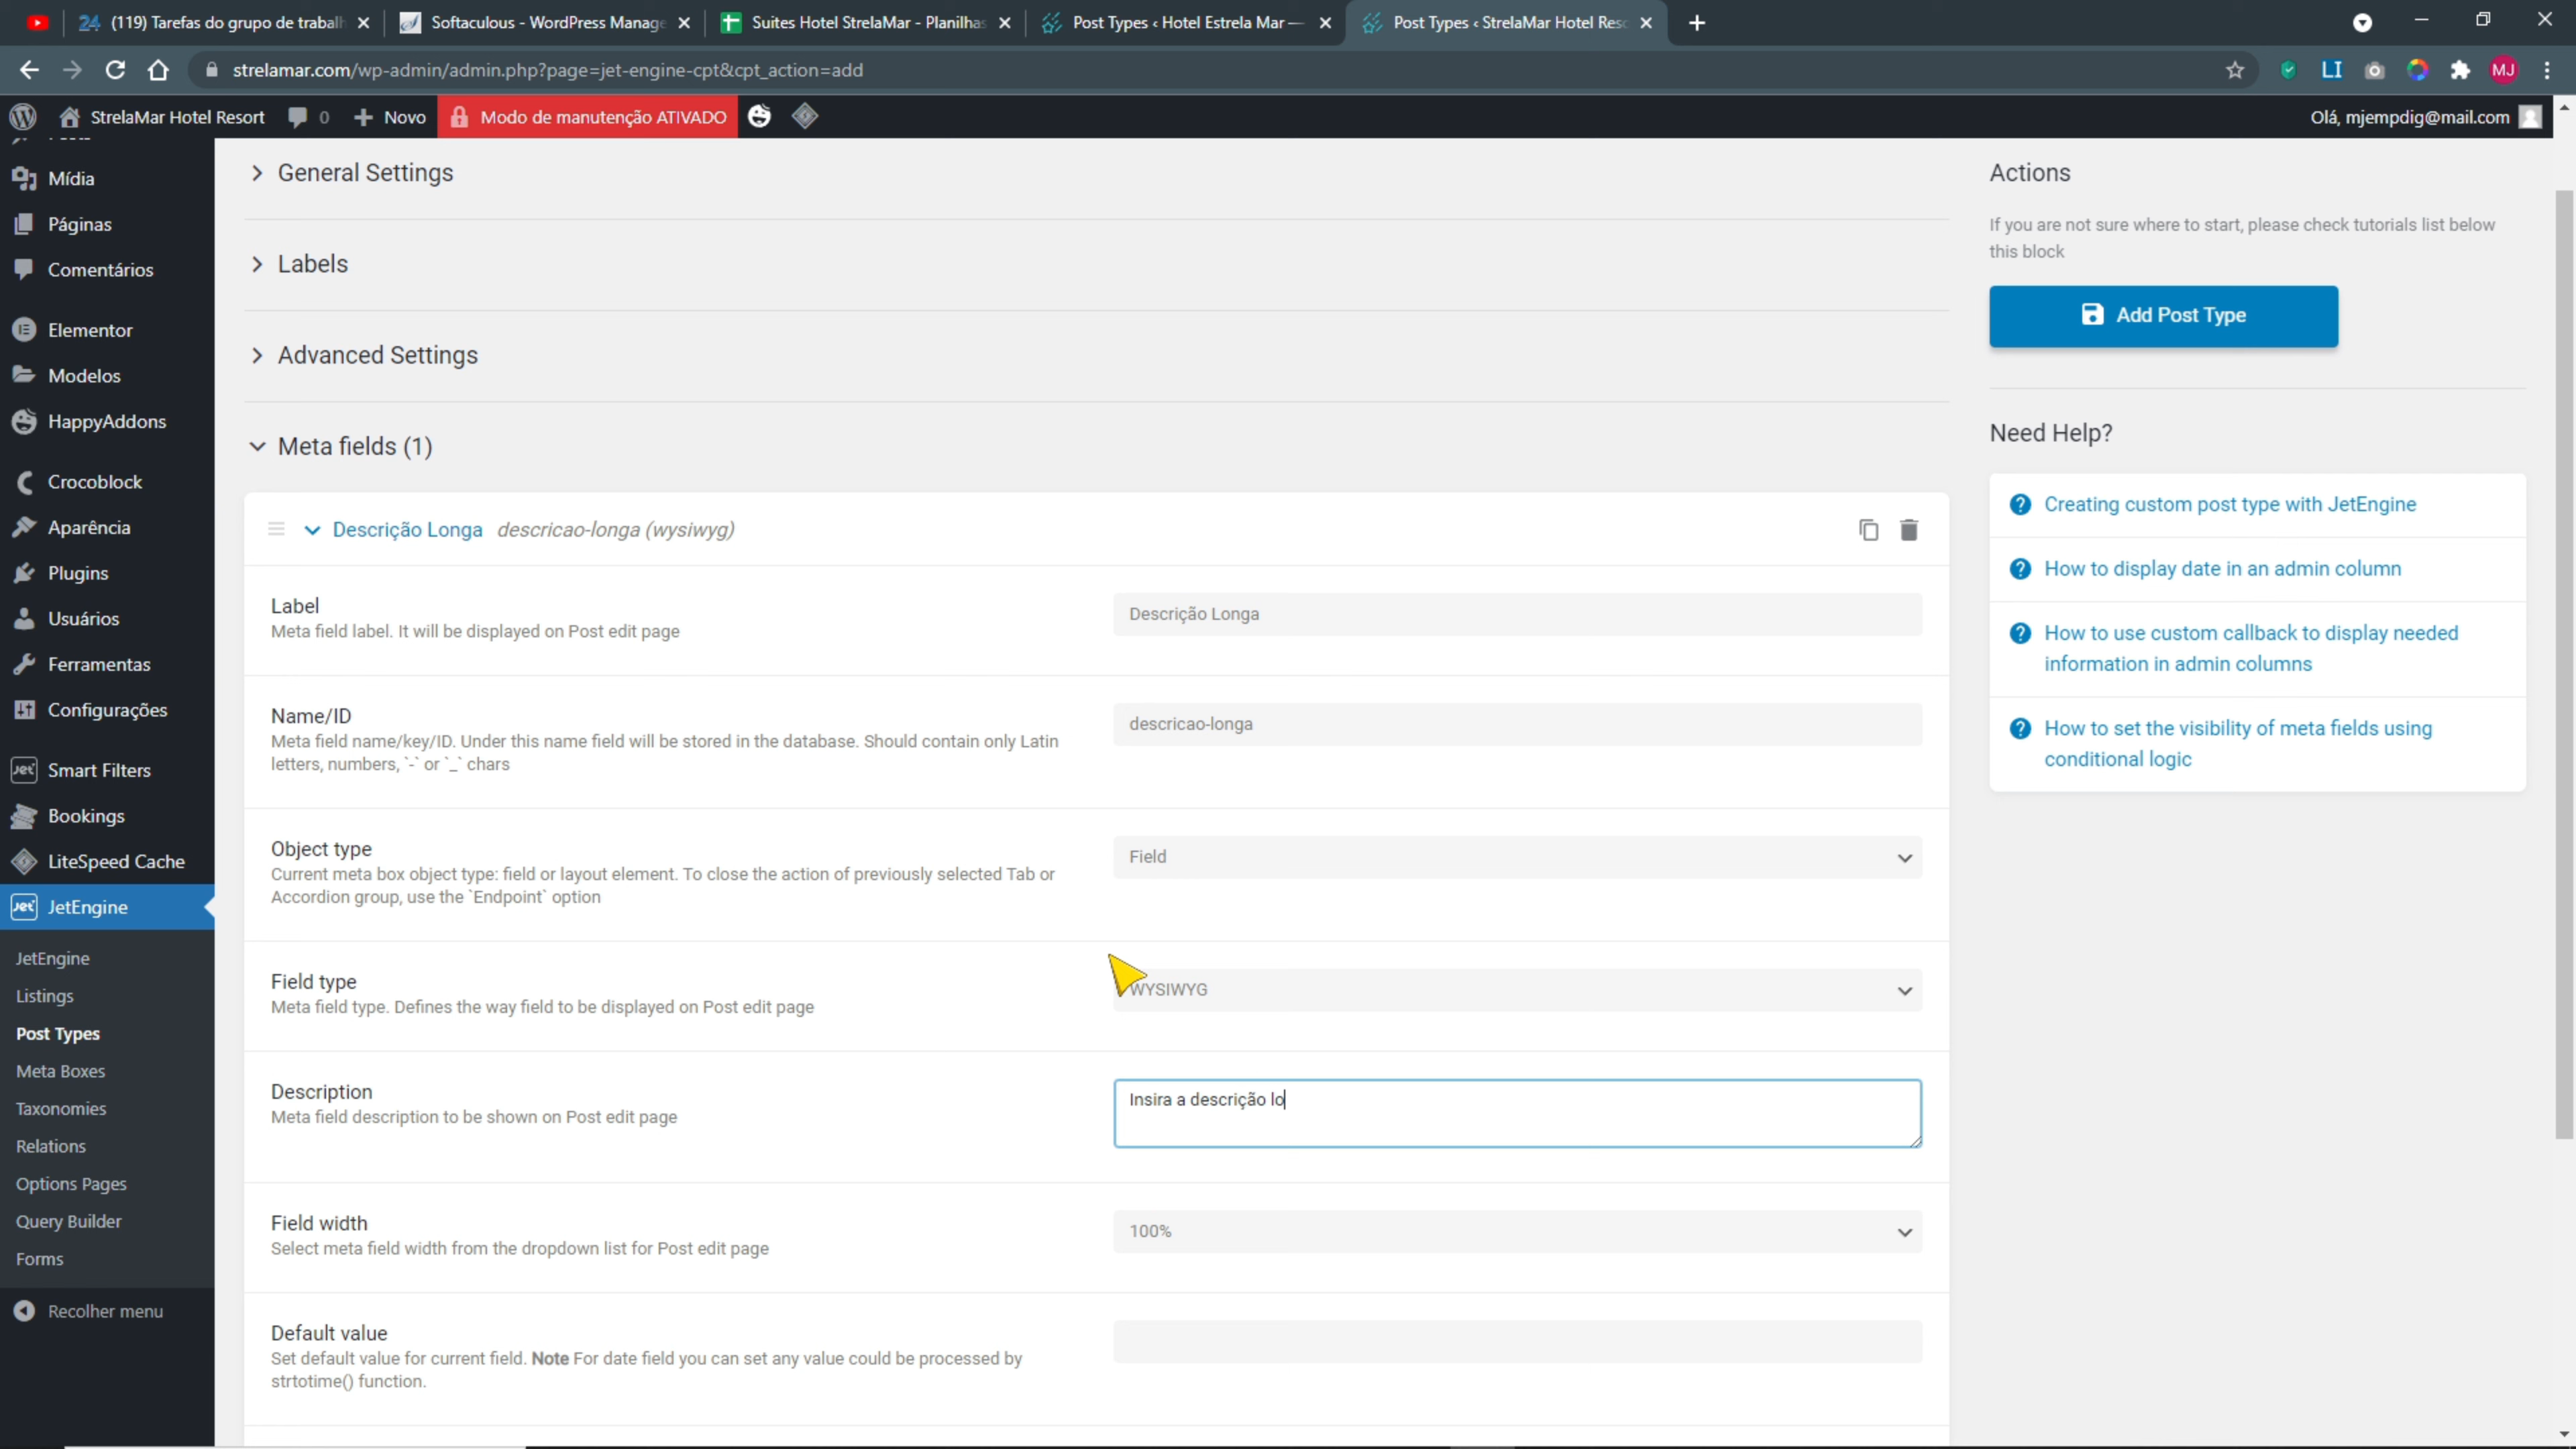 24 (119) Tarefas do grupo de trabalh
Softaculous - WordPress Manage
Suites Hotel StrelaMar - Planilhas
Post Types ‹ Hotel Estrela Mar —
Post Types ‹ StrelaMar Hotel Reso
strelamar.com/wp-admin/admin.php?page=jet-engine-cpt&cpt_action=add
LI
MJ
StrelaMar Hotel Resort
0
Novo
Modo de manutenção ATIVADO
Olá, mjempdig@mail.com
Mídia
Páginas
Comentários
Elementor
Modelos
HappyAddons
Crocoblock
Aparência
Plugins
Usuários
Ferramentas
Configurações
Jet Smart Filters
Bookings
LiteSpeed Cache
Jet JetEngine
JetEngine
Listings
Post Types
Meta Boxes
Taxonomies
Relations
Options Pages
Query Builder
Forms
Recolher menu
General Settings
Labels
Advanced Settings
Meta fields (1)
Descrição Longa descricao-longa (wysiwyg)
Label
Meta field label. It will be displayed on Post edit page
Descrição Longa
Name/ID
Meta field name/key/ID. Under this name field will be stored in the database. Should contain only Latin
letters, numbers, `-` or `_` chars
descricao-longa
Object type
Current meta box object type: field or layout element. To close the action of previously selected Tab or
Accordion group, use the `Endpoint` option
Field
Field type
Meta field type. Defines the way field to be displayed on Post edit page
WYSIWYG
Description
Meta field description to be shown on Post edit page
Insira a descrição lo
Field width
Select meta field width from the dropdown list for Post edit page
100%
Default value
Set default value for current field. Note For date field you can set any value could be processed by
strtotime() function.
Actions
If you are not sure where to start, please check tutorials list below
this block
Add Post Type
Need Help?
Creating custom post type with JetEngine
How to display date in an admin column
How to use custom callback to display needed
information in admin columns
How to set the visibility of meta fields using
conditional logic